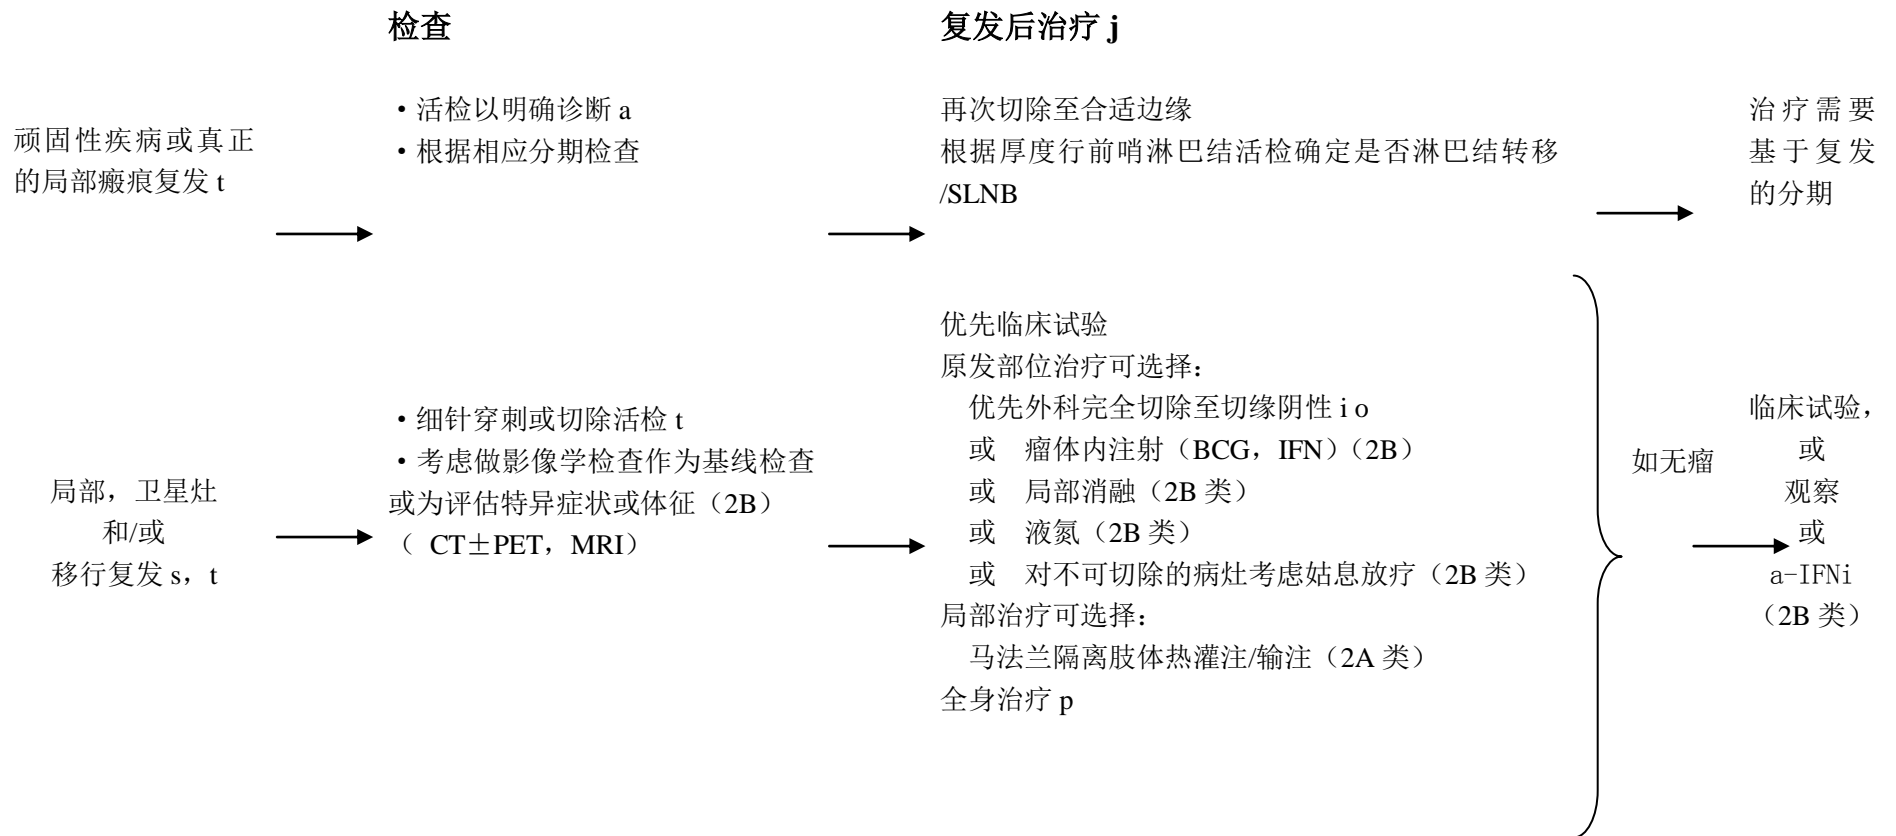 检查
复发后治疗 j
顽固性疾病或真正
的局部瘢痕复发 t
·活检以明确诊断 a
·根据相应分期检查
再次切除至合适边缘
根据厚度行前哨淋巴结活检确定是否淋巴结转移
/SLNB
治疗需要
基于复发
的分期
局部，卫星灶
和/或
移行复发 s，t
·细针穿刺或切除活检 t
·考虑做影像学检查作为基线检查
或为评估特异症状或体征（2B）
（ CT±PET，MRI）
优先临床试验
原发部位治疗可选择：
优先外科完全切除至切缘阴性 i o
或 瘤体内注射（BCG，IFN）（2B）
或 局部消融（2B 类）
或 液氮（2B 类）
或 对不可切除的病灶考虑姑息放疗（2B 类）
局部治疗可选择：
马法兰隔离肢体热灌注/输注（2A 类）
全身治疗 p
如无瘤
临床试验，
或
观察
或
a-IFNi
（2B 类）